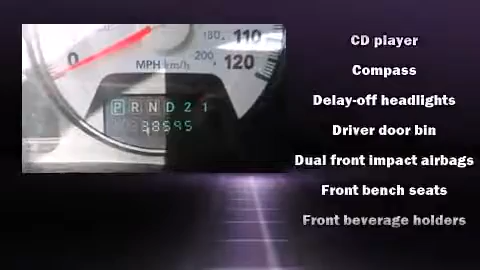 180, 110
0
MPH km/h
200, 120
P R N D 2 1
CD player
Compass
Delay-off headlights
Driver door bin
Dual front impact airbags
Front bench seats
Front beverage holders